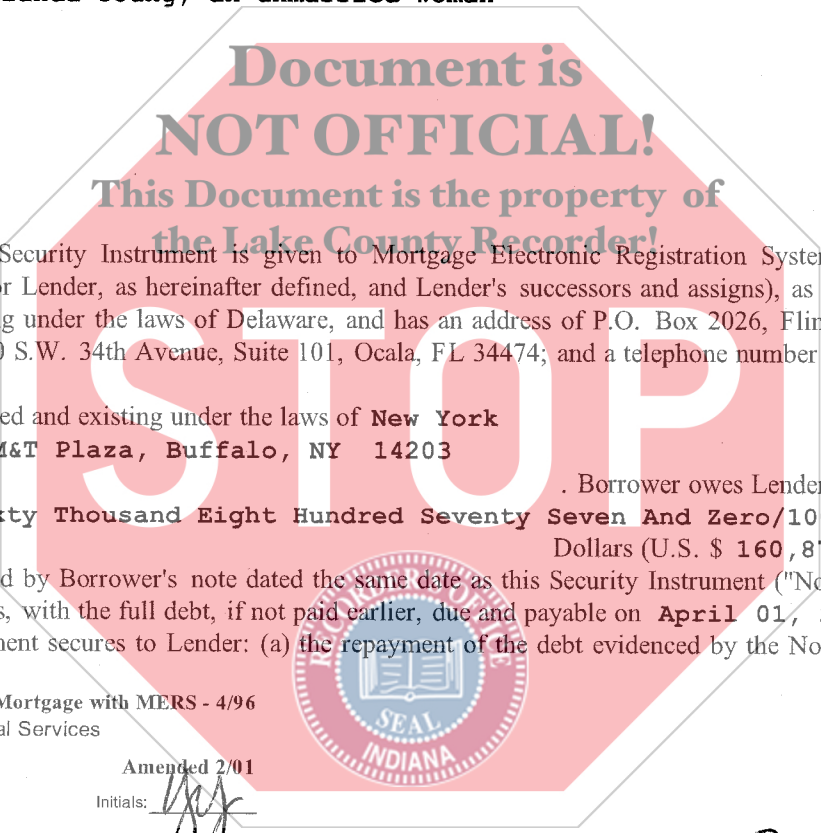 an unmarried woman
Document is
NOT OFFICIAL!
This Document is the property of
the Lake County Recorder!
Security Instrument is given to Mortgage Electronic Registration System
r Lender, as hereinafter defined, and Lender's successors and assigns), as
g under the laws of Delaware, and has an address of P.O. Box 2026, Flin
S.W. 34th Avenue, Suite 101, Ocala, FL 34474; and a telephone number
ed and existing under the laws of New York
M&T Plaza, Buffalo, NY 14203
. Borrower owes Lender
xty Thousand Eight Hundred Seventy Seven And Zero/10
Dollars (U.S. $ 160,87
d by Borrower's note dated the same date as this Security Instrument ("No
s, with the full debt, if not paid earlier, due and payable on April 01,
ment secures to Lender: (a) the repayment of the debt evidenced by the No
STOP
Mortgage with MERS - 4/96
al Services
Amended 2/01
Initials:
RECORDER'S OFFICE
SEAL
INDIANA